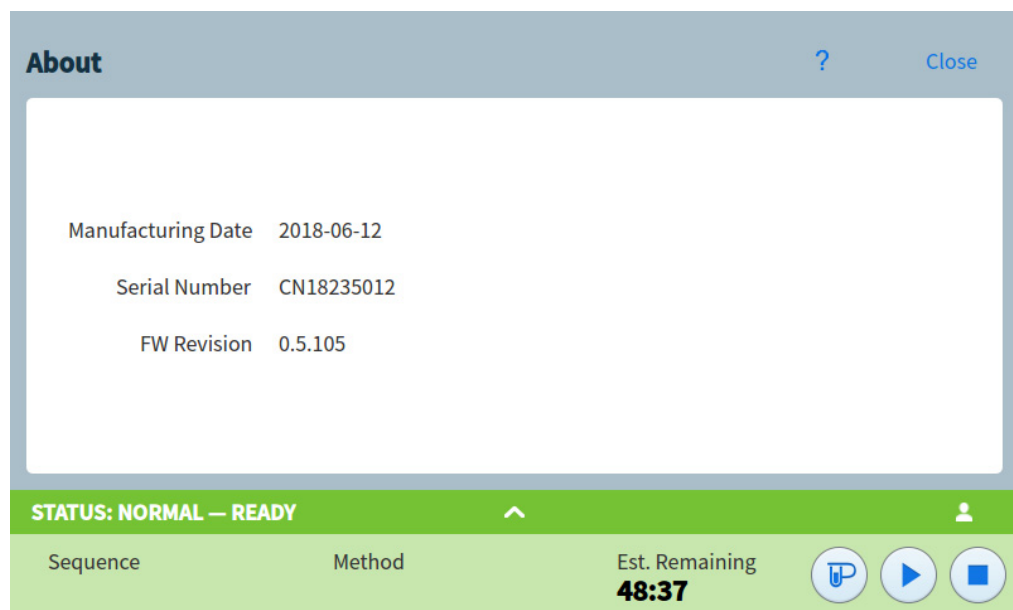 About ? Close
Manufacturing Date 2018-06-12
Serial Number CN18235012
FW Revision 0.5.105
STATUS: NORMAL — READY
Sequence Method Est. Remaining
48:37